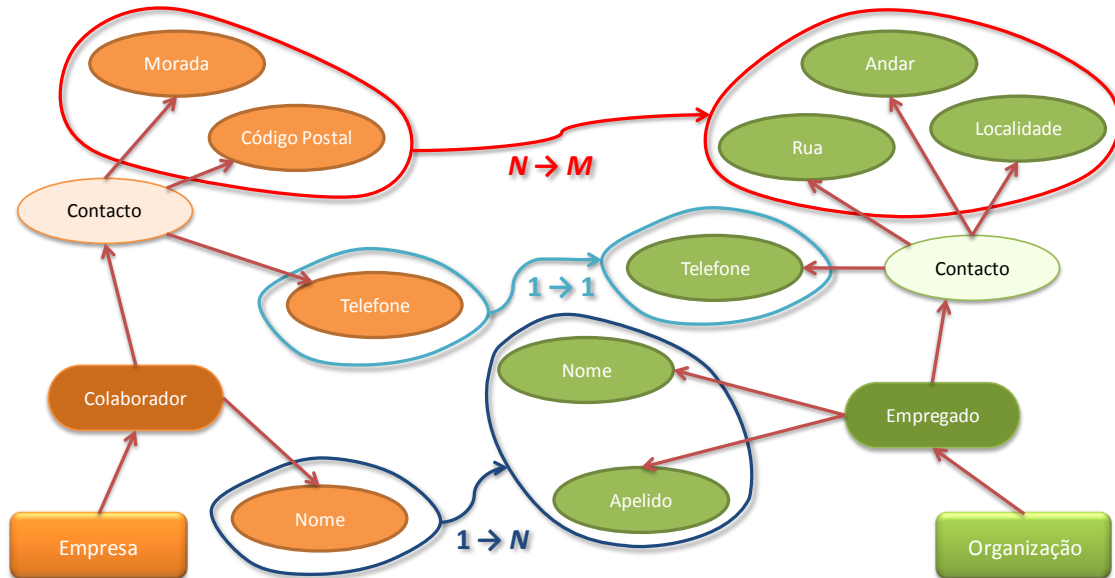 Morada
Andar
Código Postal
Localidade
Rua
N → M
Contacto
Telefone
Contacto
1 → 1
Telefone
Nome
Colaborador
Empregado
Apelido
Nome
1 → N
Empresa
Organização